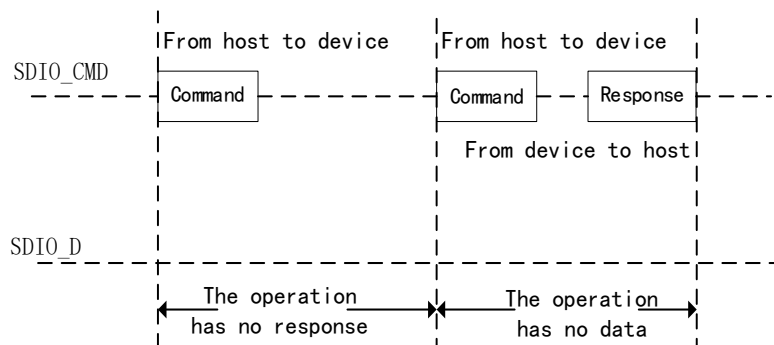 From host to device
From host to device
SDIO_CMD
Command
Command
Response
From device to host
SDIO_D
The operation
has no response
The operation
has no data